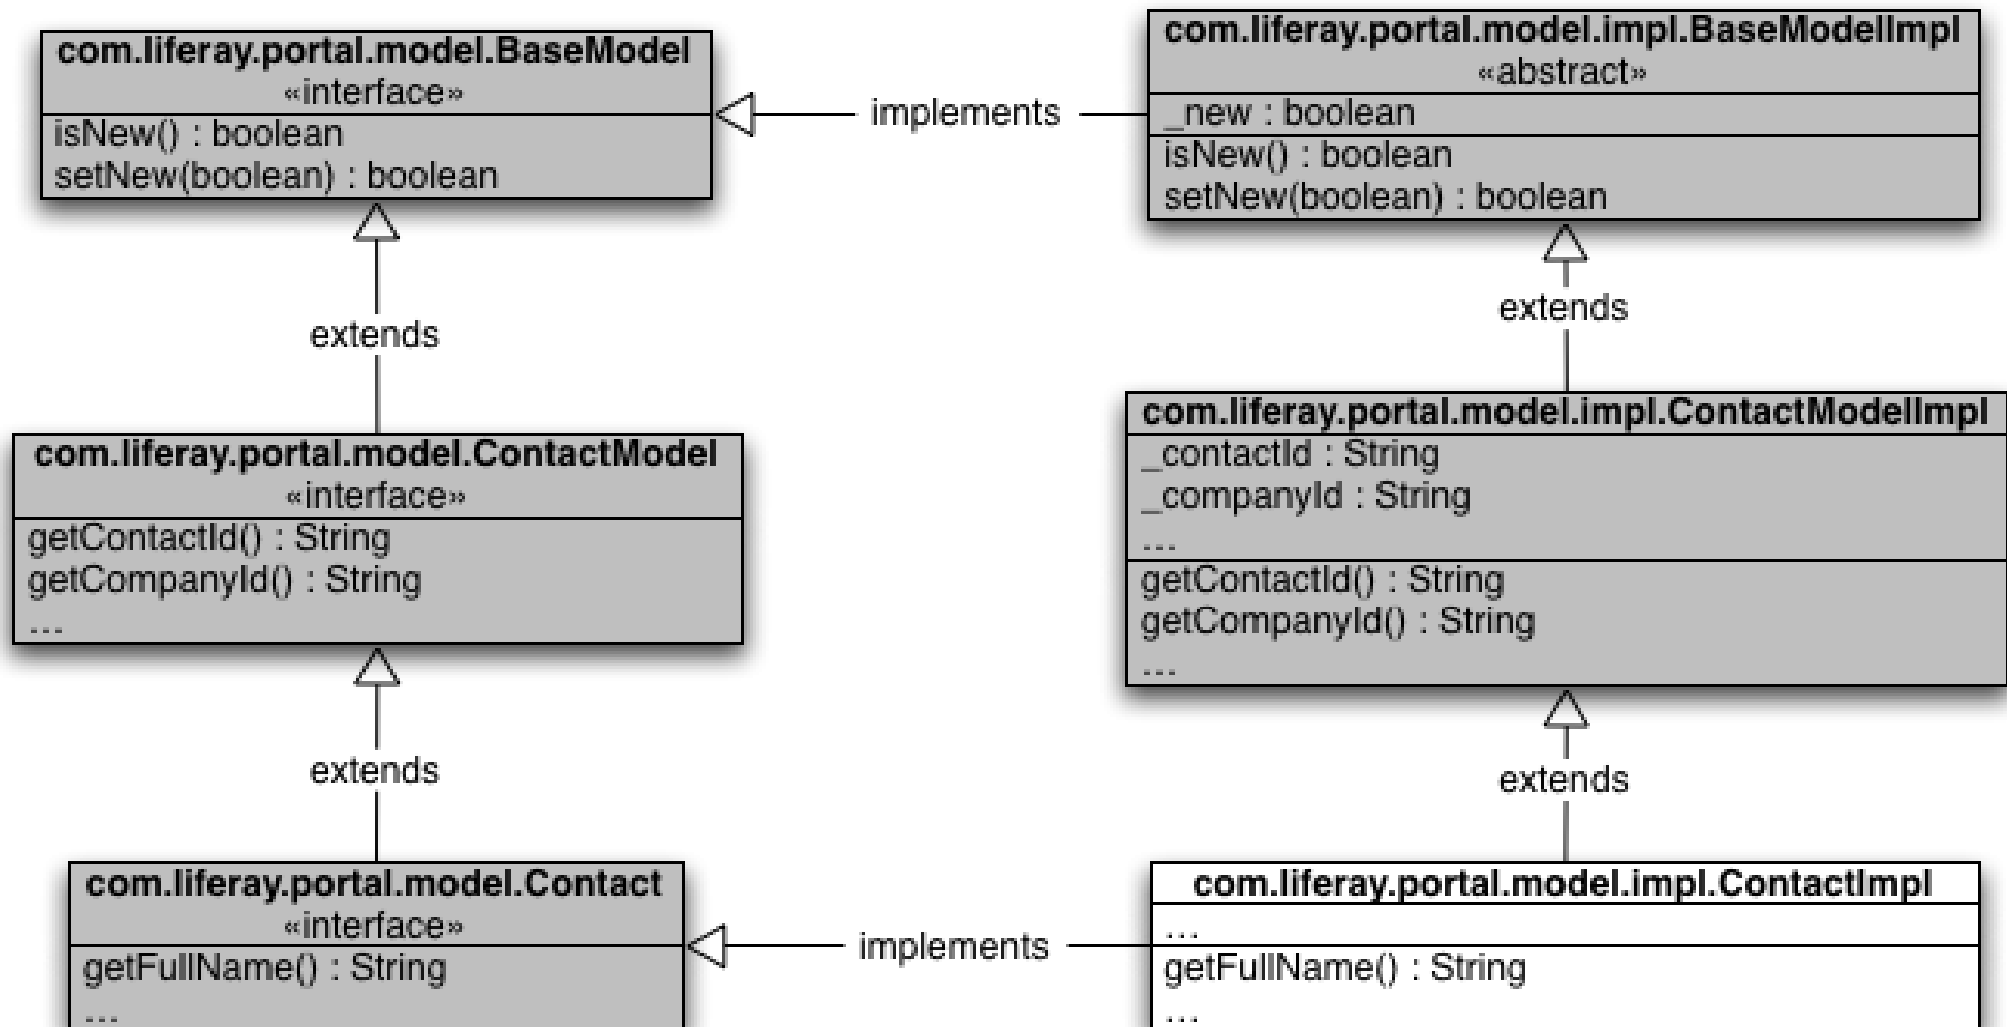 com.liferay.portal.model.BaseModel
«interface»
isNew() : boolean
setNew(boolean) : boolean
implements
com.liferay.portal.model.impl.BaseModelImpl
«abstract»
_new : boolean
isNew() : boolean
setNew(boolean) : boolean
extends
extends
com.liferay.portal.model.ContactModel
«interface»
getContactId() : String
getCompanyId() : String
...
com.liferay.portal.model.impl.ContactModelImpl
_contactId : String
_companyId : String
...
getContactId() : String
getCompanyId() : String
...
extends
extends
com.liferay.portal.model.Contact
«interface»
getFullName() : String
...
implements
com.liferay.portal.model.impl.ContactImpl
...
getFullName() : String
...